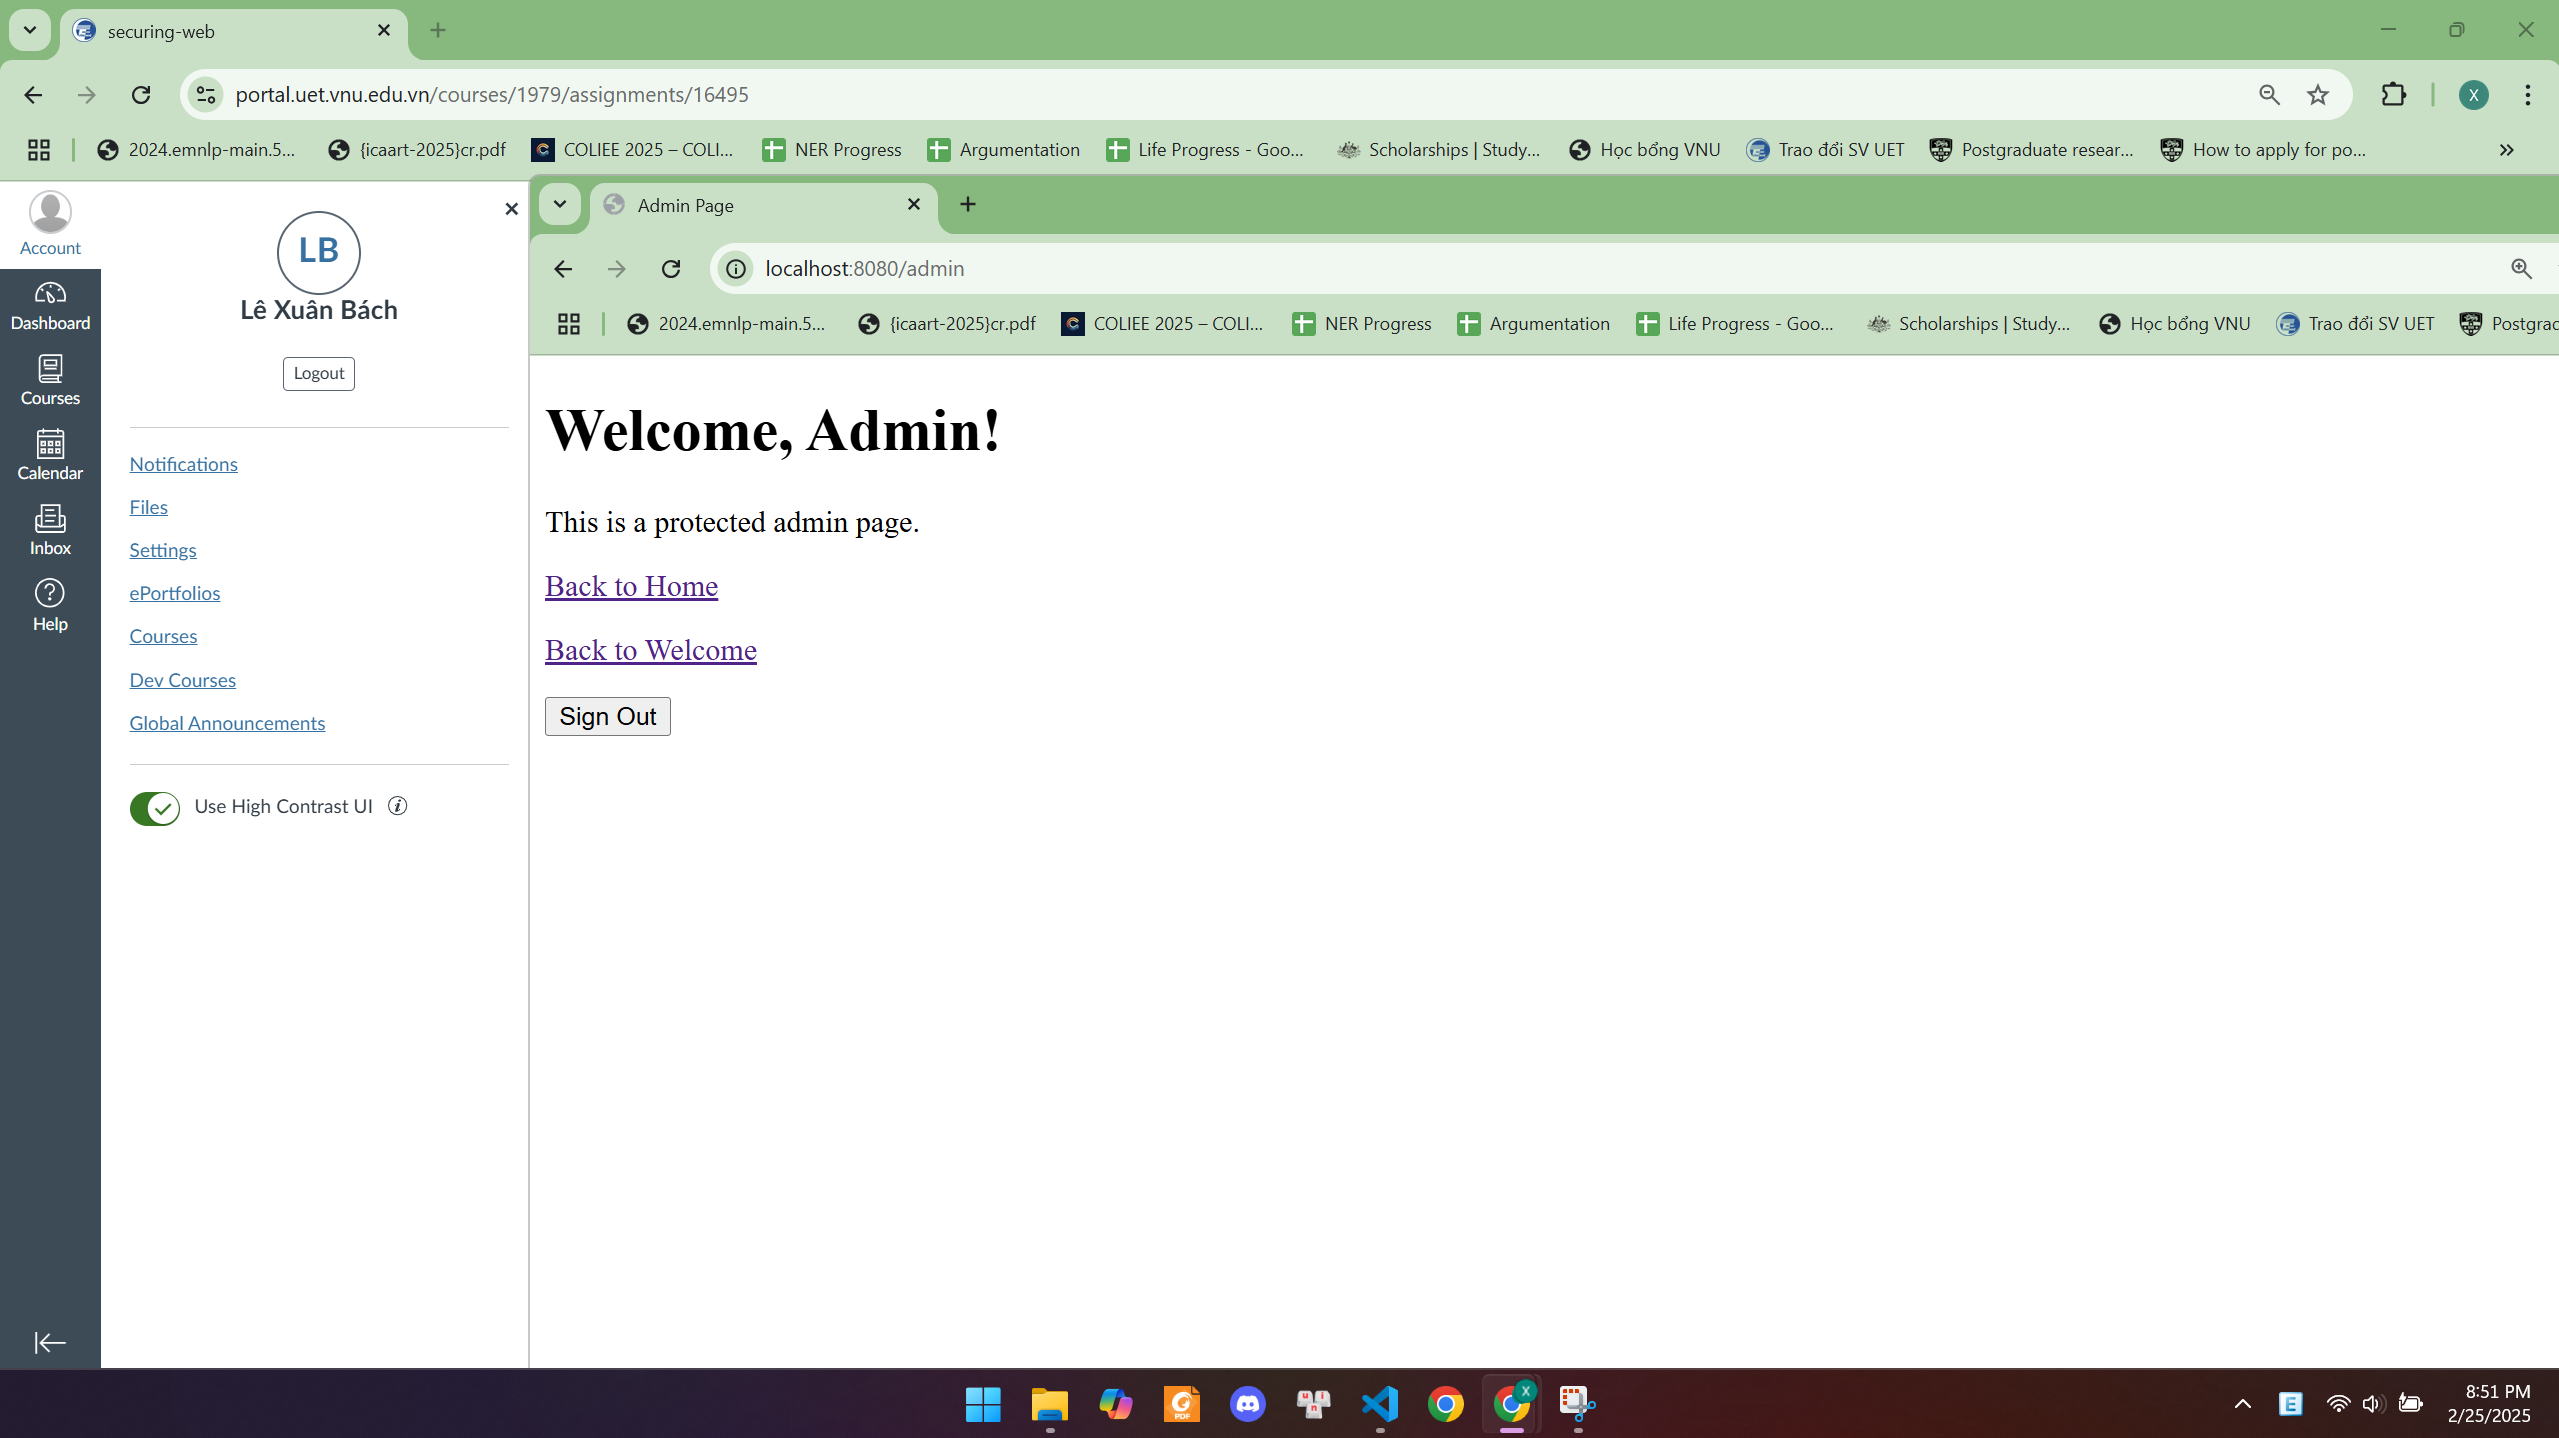 securing-web
portal.uet.vnu.edu.vn/courses/1979/assignments/16495
X
2024.emnlp-main.5...
{icaart-2025}cr.pdf
COLIEE 2025 – COLI...
NER Progress
Argumentation
Life Progress - Goo...
Scholarships | Study...
Học bổng VNU
Trao đổi SV UET
Postgraduate resear...
How to apply for po...
Account
Dashboard
Courses
Calendar
Inbox
Help
LB
Lê Xuân Bách
Logout
Notifications
Files
Settings
ePortfolios
Courses
Dev Courses
Global Announcements
Use High Contrast UI
Admin Page
localhost:8080/admin
2024.emnlp-main.5...
{icaart-2025}cr.pdf
COLIEE 2025 – COLI...
NER Progress
Argumentation
Life Progress - Goo...
Scholarships | Study...
Học bổng VNU
Trao đổi SV UET
Postgrad
Welcome, Admin!
This is a protected admin page.
Back to Home
Back to Welcome
Sign Out
PDF
X
E
8:51 PM
2/25/2025